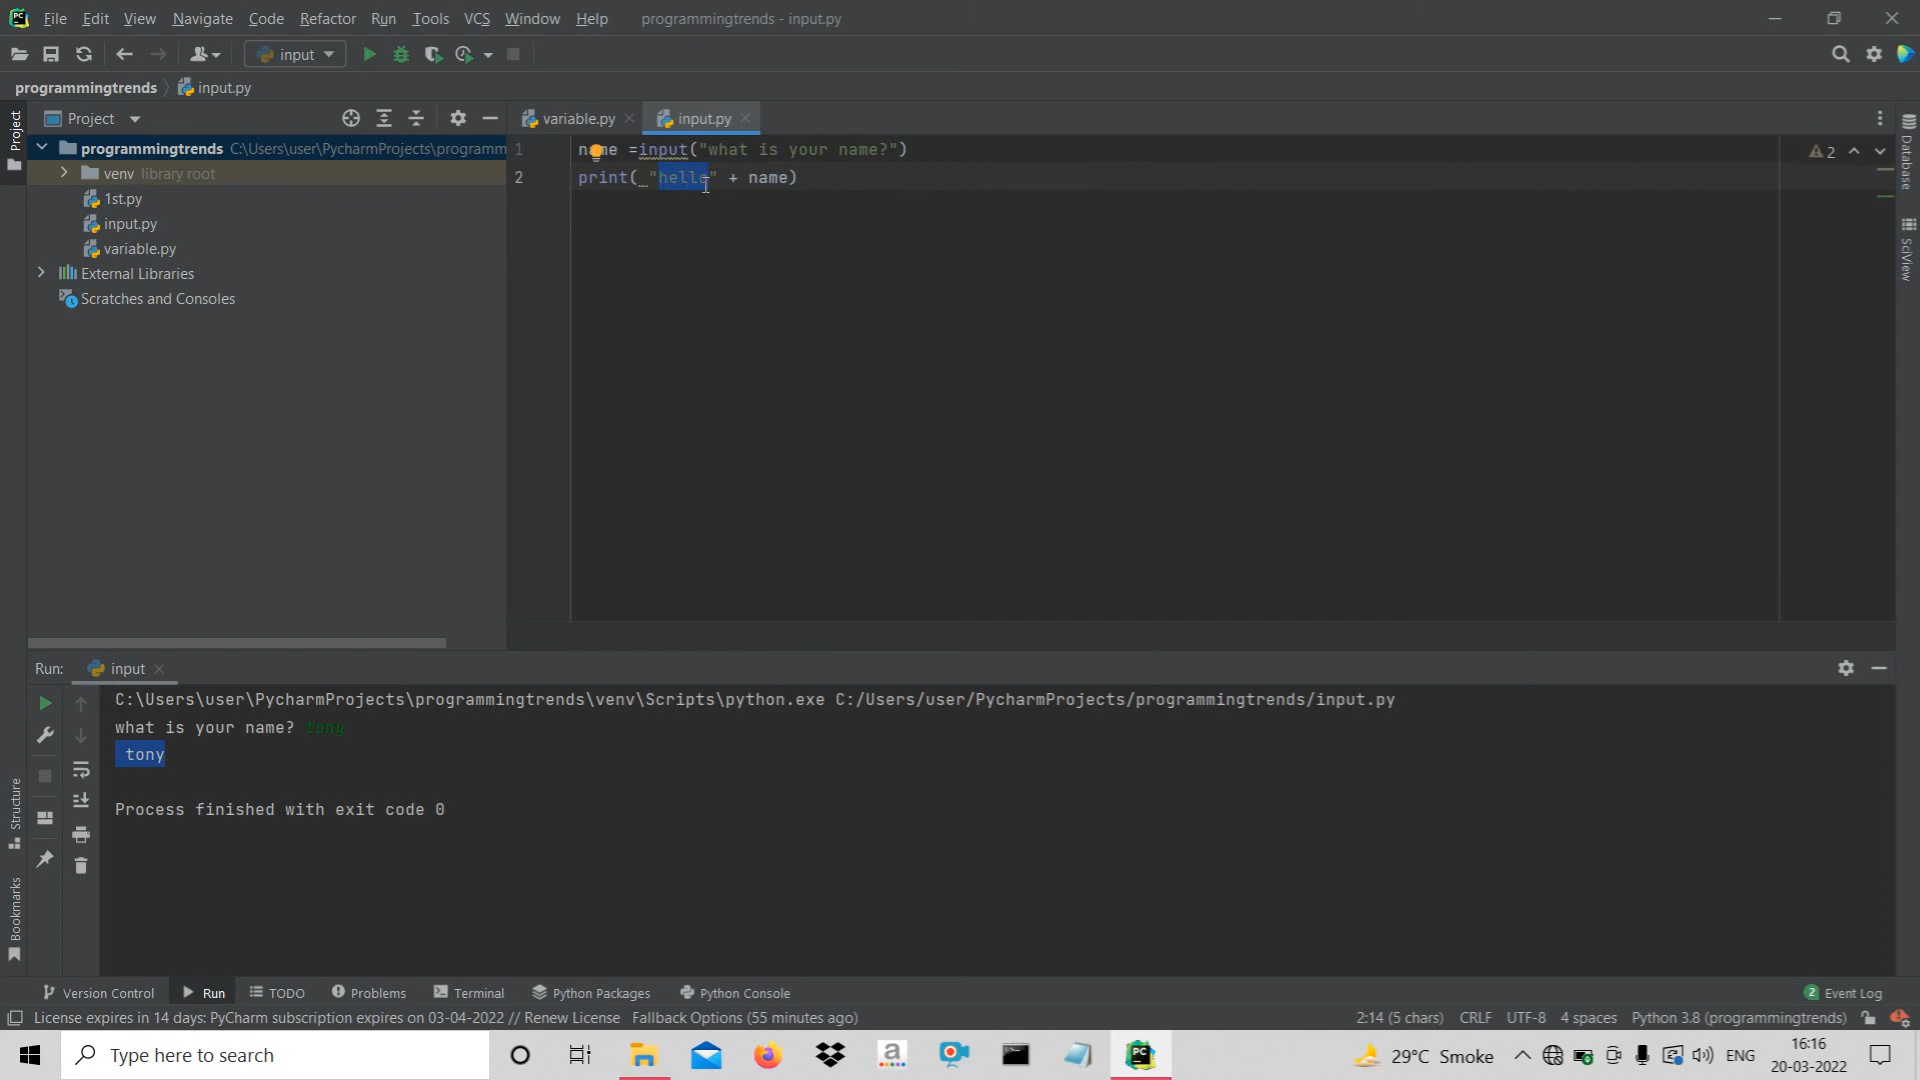 File Edit View Navigate Code Refactor Run Tools VCS Window Help programmingtrends - input.py
input
programmingtrends input.py
Project
Project
variable.py
input.py
programmingtrends C:\Users\user\PycharmProjects\programm
venv library root
1st.py
input.py
variable.py
External Libraries
Scratches and Consoles
1 name =input("what is your name?")
2 print( "hello" + name)
2
Database
SciView
Run: input
C:\Users\user\PycharmProjects\programmingtrends\venv\Scripts\python.exe C:/Users/user/PycharmProjects/programmingtrends/input.py
what is your name? tony
tony
Process finished with exit code 0
Structure
Bookmarks
Version Control Run TODO Problems Terminal Python Packages Python Console 2 Event Log
License expires in 14 days: PyCharm subscription expires on 03-04-2022 // Renew License Fallback Options (55 minutes ago) 2:14 (5 chars) CRLF UTF-8 4 spaces Python 3.8 (programmingtrends)
Type here to search
29°C Smoke
ENG
16:16
20-03-2022